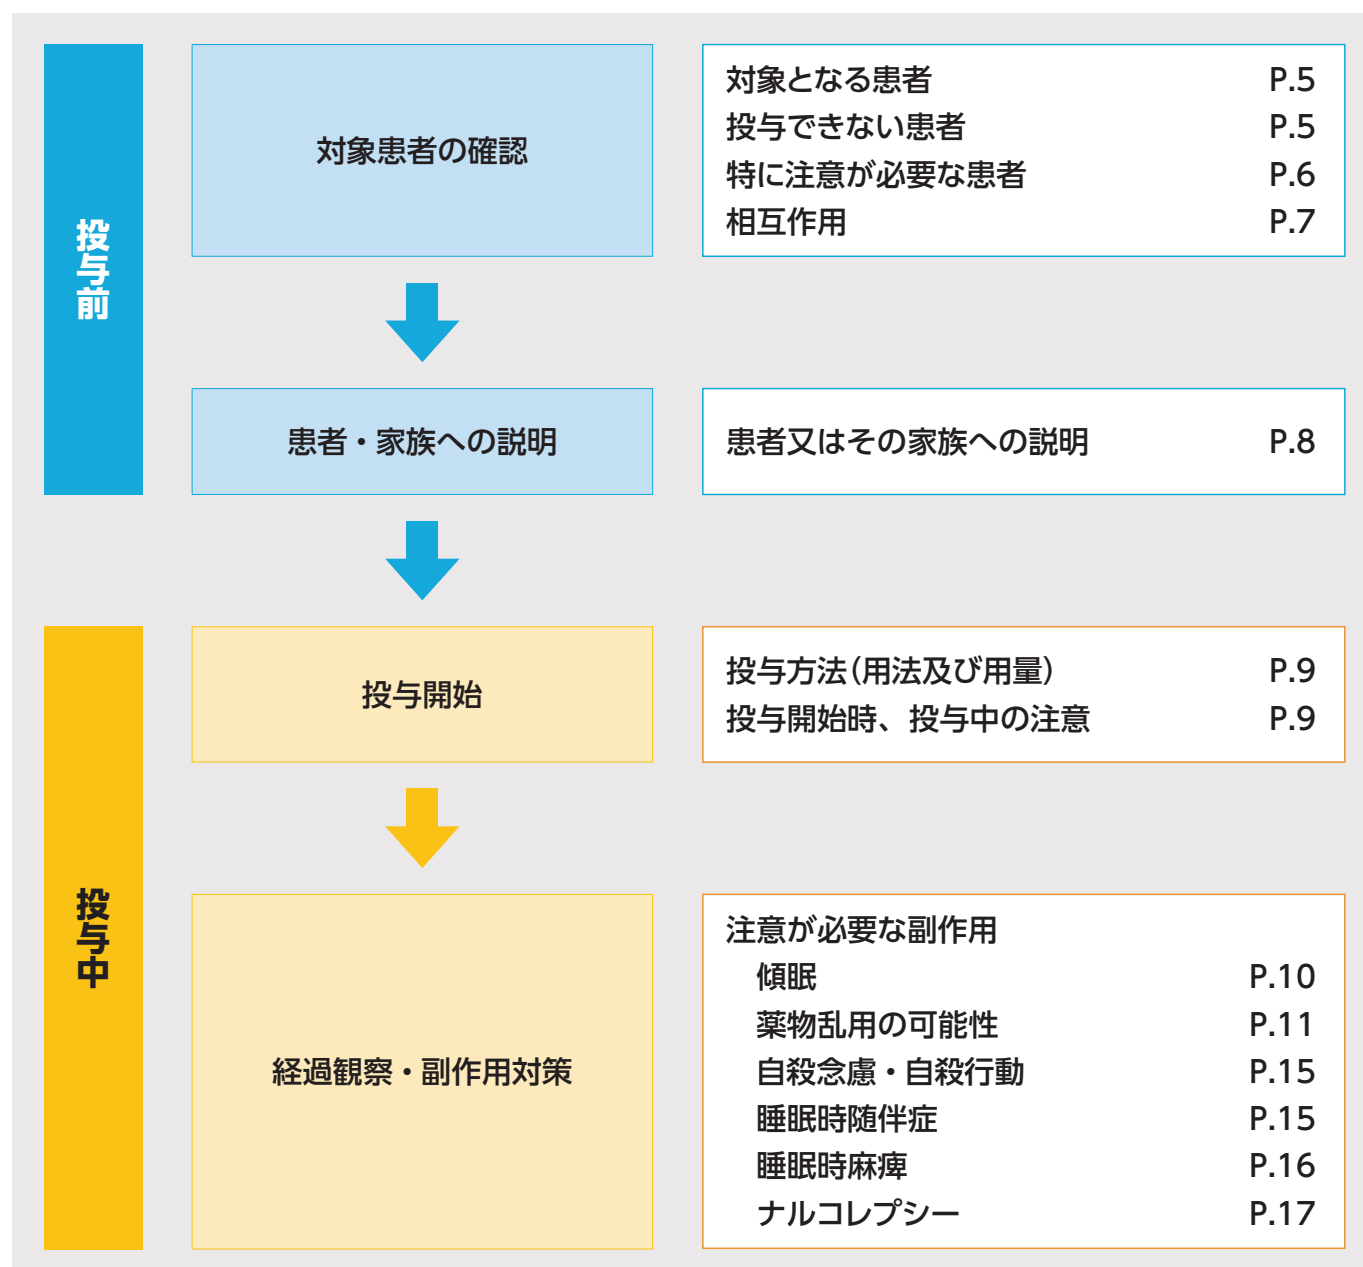 投与前
対象患者の確認
対象となる患者 P.5
投与できない患者 P.5
特に注意が必要な患者 P.6
相互作用 P.7
患者・家族への説明
患者又はその家族への説明 P.8
投与中
投与開始
投与方法（用法及び用量） P.9
投与開始時、投与中の注意 P.9
経過観察・副作用対策
注意が必要な副作用
傾眠 P.10
薬物乱用の可能性 P.11
自殺念慮・自殺行動 P.15
睡眠時随伴症 P.15
睡眠時麻痺 P.16
ナルコレプシー P.17